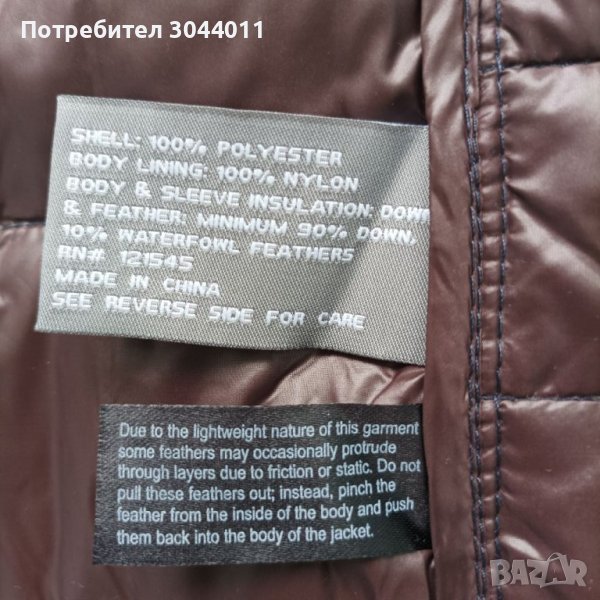 Потребител 3044011
SHELL: 100% POLYESTER
BODY LINING: 100% NYLON
BODY & SLEEVE INSULATION: DOWN
& FEATHER: MINIMUM 90% DOWN,
10% WATERFOWL FEATHERS
RN# 121545
MADE IN CHINA
SEE REVERSE SIDE FOR CARE
Due to the lightweight nature of this garment
some feathers may occasionally protrude
through layers due to friction or static. Do not
pull these feathers out; instead, pinch the
feather from the inside of the body and push
them back into the body of the jacket.
BAZAR